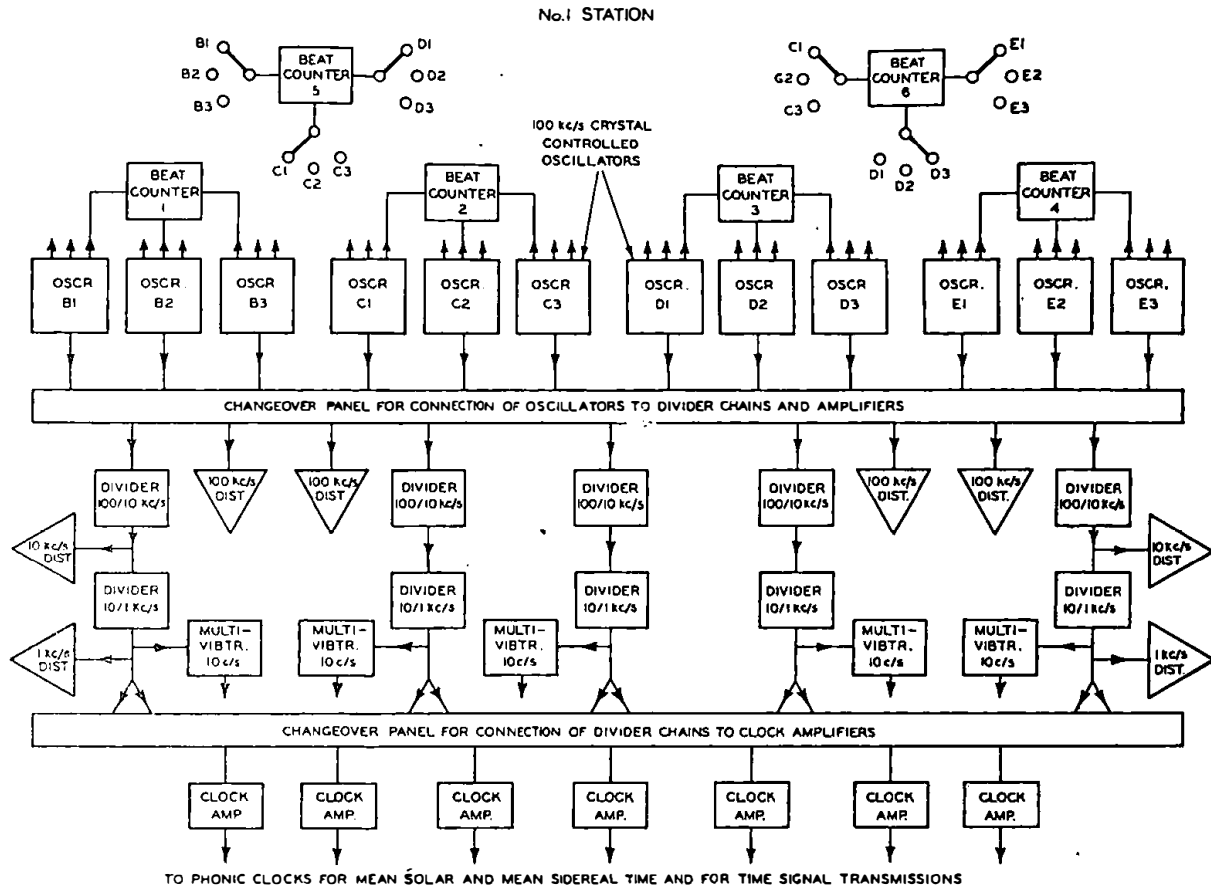 No.1 STATION
B1
B2
B3
BEAT
COUNTER
5
D1
D2
D3
C1
C2
C3
C1
G2
C3
BEAT
COUNTER
6
E1
E2
E3
D1
D2
D3
100 kc/s CRYSTAL
CONTROLLED
OSCILLATORS
BEAT
COUNTER
1
BEAT
COUNTER
2
BEAT
COUNTER
3
BEAT
COUNTER
4
OSCR
B1
OSCR.
B2
OSCR
B3
OSCR
C1
OSCR.
C2
OSCR.
C3
OSCR.
D1
OSCR
D2
OSCR
D3
OSCR.
E1
OSCR.
E2
OSCR.
E3
CHANGEOVER PANEL FOR CONNECTION OF OSCILLATORS TO DIVIDER CHAINS AND AMPLIFIERS
DIVIDER
100/10 kc/s
100 kc/s
DIST
100 kc/s
DIST.
DIVIDER
100/10 kc/s
DIVIDER
100/10 kc/s
DIVIDER
100/10 kc/s
100 kc/s
DIST.
100 kc/s
DIST.
DIVIDER
100/10 kc/s
10 kc/s
DIST
10 kc/s
DIST
DIVIDER
10/1 kc/s
DIVIDER
10/1 kc/s
DIVIDER
10/1 kc/s
DIVIDER
10/1 kc/s
DIVIDER
10/1 kc/s
1 kc/s
DIST
MULTI-
VIBTR.
10 c/s
MULTI-
VIBTR.
10 c/s
MULTI-
VIBTR.
10 c/s
MULTI-
VIBTR.
10 c/s
MULTI-
VIBTR.
10 c/s
1 kc/s
DIST.
CHANGEOVER PANEL FOR CONNECTION OF DIVIDER CHAINS TO CLOCK AMPLIFIERS
CLOCK
AMP.
CLOCK
AMP.
CLOCK
AMP.
CLOCK
AMP.
CLOCK
AMP.
CLOCK
AMP.
CLOCK
AMP.
TO PHONIC CLOCKS FOR MEAN SOLAR AND MEAN SIDEREAL TIME AND FOR TIME SIGNAL TRANSMISSIONS